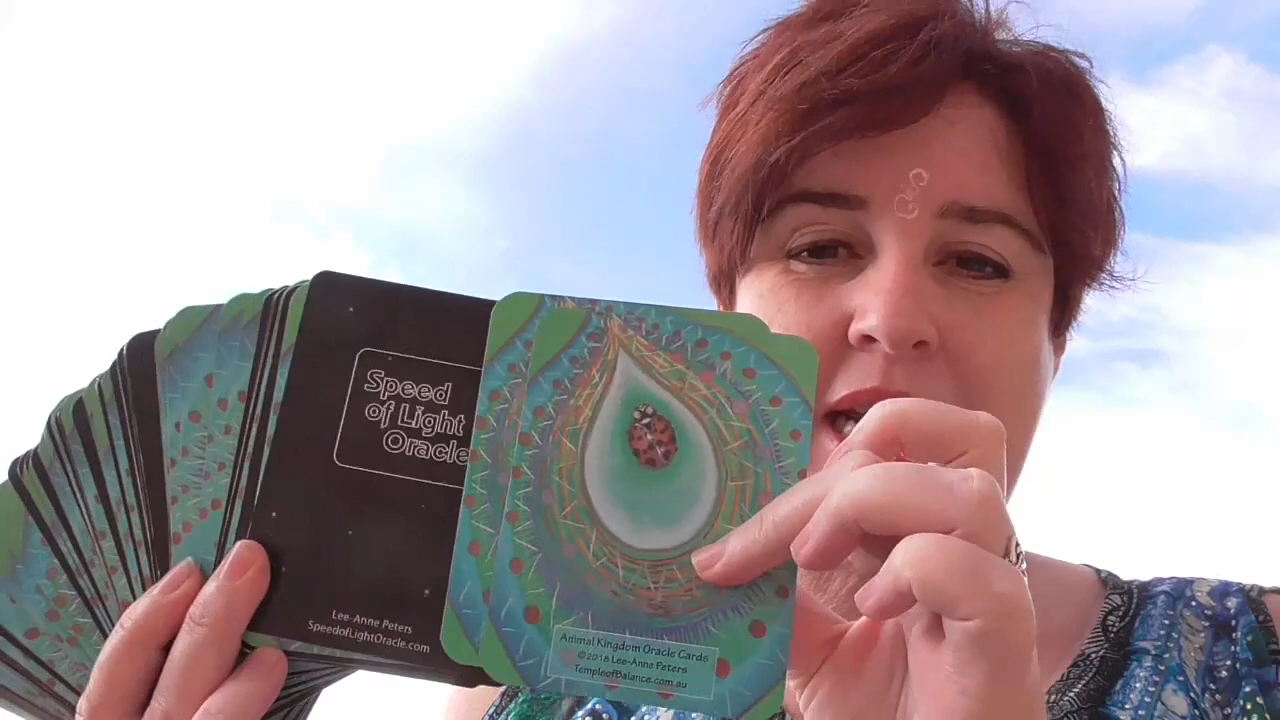 Speed
of Light
Oracle
Lee-Anne Peters
SpeedofLightOracle.com
Animal Kingdom Oracle Cards
©2018 Lee-Anne Peters
TempleofBalance.com.au